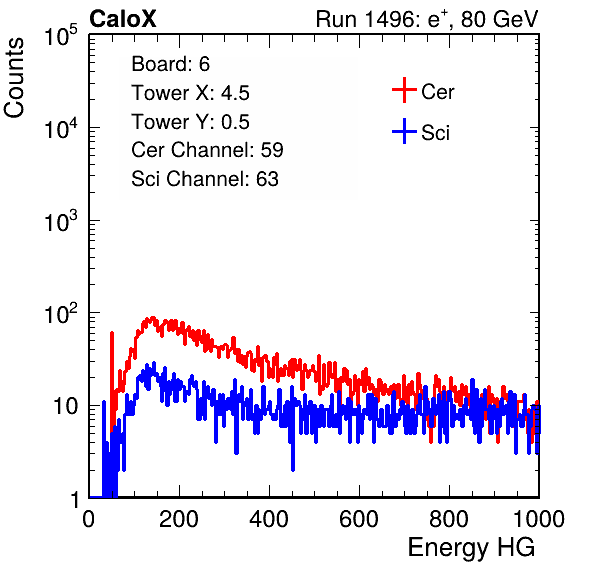 CaloX Run 1496: e⁺, 80 GeV
Counts
10⁵
10⁴
10³
10²
10
1
Board: 6
Tower X: 4.5
Tower Y: 0.5
Cer Channel: 59
Sci Channel: 63
Cer
Sci
0 200 400 600 800 1000
Energy HG